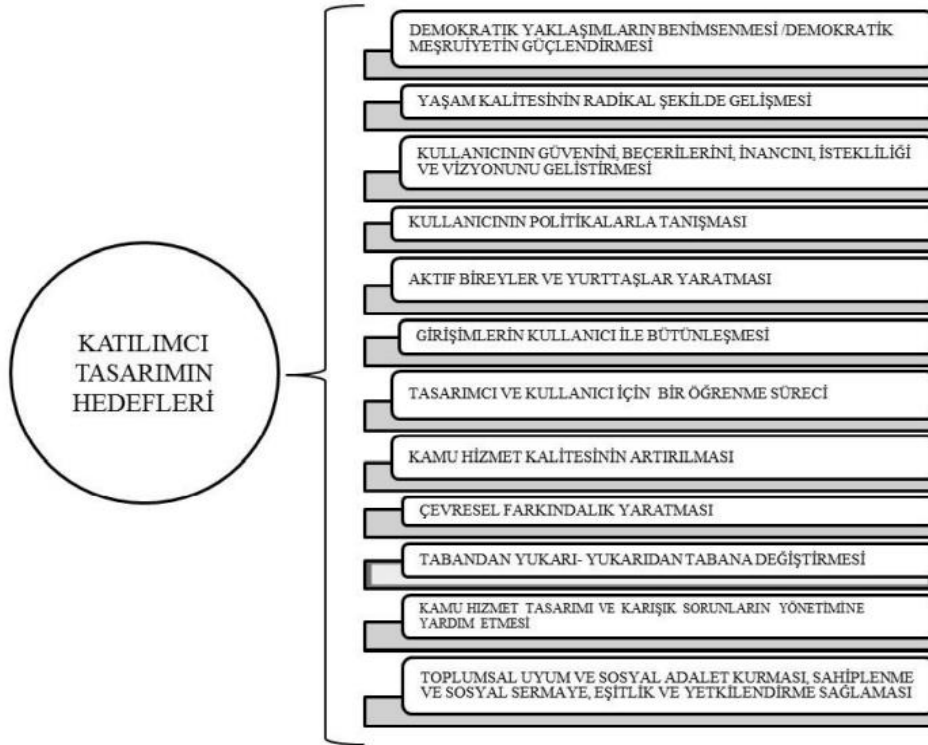 KATILIMCI
TASARIMIN
HEDEFLERİ
DEMOKRATIK YAKLAŞIMLARIN BENİMSENMESİ /DEMOKRATİK
MEŞRUİYETİN GÜÇLENDİRMESİ
YAŞAM KALİTESİNİN RADİKAL ŞEKİLDE GELİŞMESİ
KULLANICININ GÜVENİNİ, BECERİLERİNİ, İNANCINI, İSTEKLİLİĞİ
VE VİZYONUNU GELİSTİRMESİ
KULLANICININ POLİTİKALARLA TANIŞMASI
AKTIF BİREYLER VE YURTTAŞLAR YARATMASI
GİRİŞİMLERİN KULLANICI İLE BÜTÜNLEŞMESİ
TASARIMCI VE KULLANICI İÇİN BİR ÖĞRENME SÜRECİ
KAMU HİZMET KALİTESİNİN ARTIRILMASI
ÇEVRESEL FARKINDALIK YARATMASI
TABANDAN YUKARI- YUKARIDAN TABANA DEĞİŞTİRMESİ
KAMU HIZMET TASARIMI VE KARIŞIK SORUNLARIN YÖNETİMİNE
YARDIM ETMESİ
TOPLUMSAL UYUM VE SOSYAL ADALET KURMASI, SAHİPLENME
VE SOSYAL SERMAYE, EŞİTLİK VE YETKİLENDİRME SAĞLAMASI